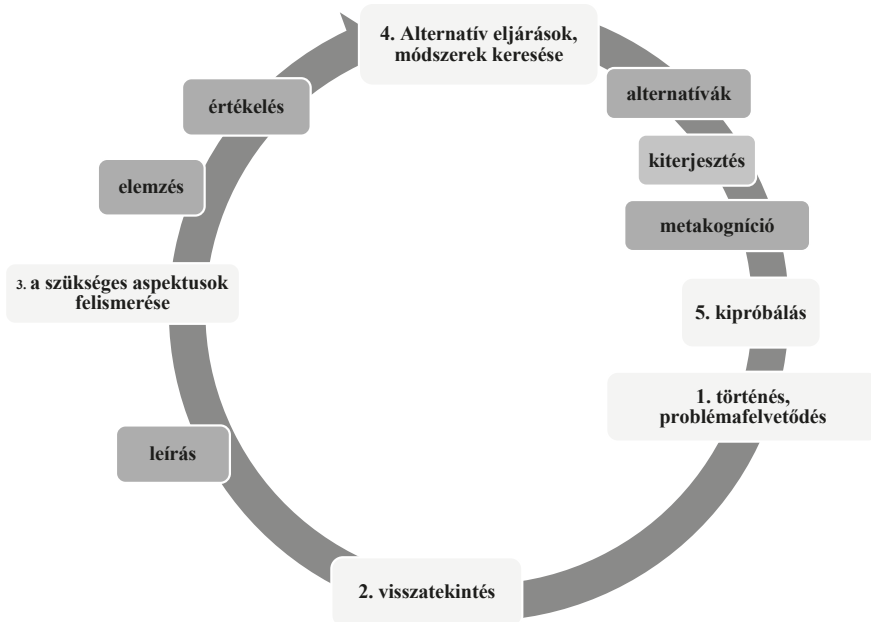 4. Alternatív eljárások,
módszerek keresése
alternatívák
értékelés
kiterjesztés
elemzés
metakogníció
3. a szükséges aspektusok
felismerése
5. kipróbálás
1. történés,
problémafelvetődés
leírás
2. visszatekintés